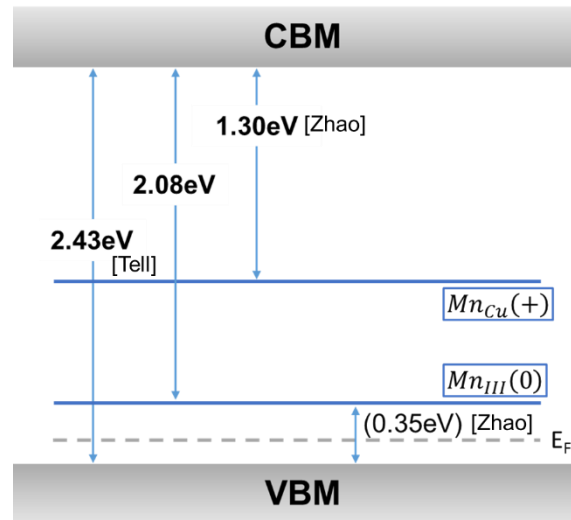 CBM
1.30eV [Zhao]
2.08eV
2.43eV
[Tell]
Mn_Cu(+)
Mn_III(0)
(0.35eV) [Zhao]
E_F
VBM